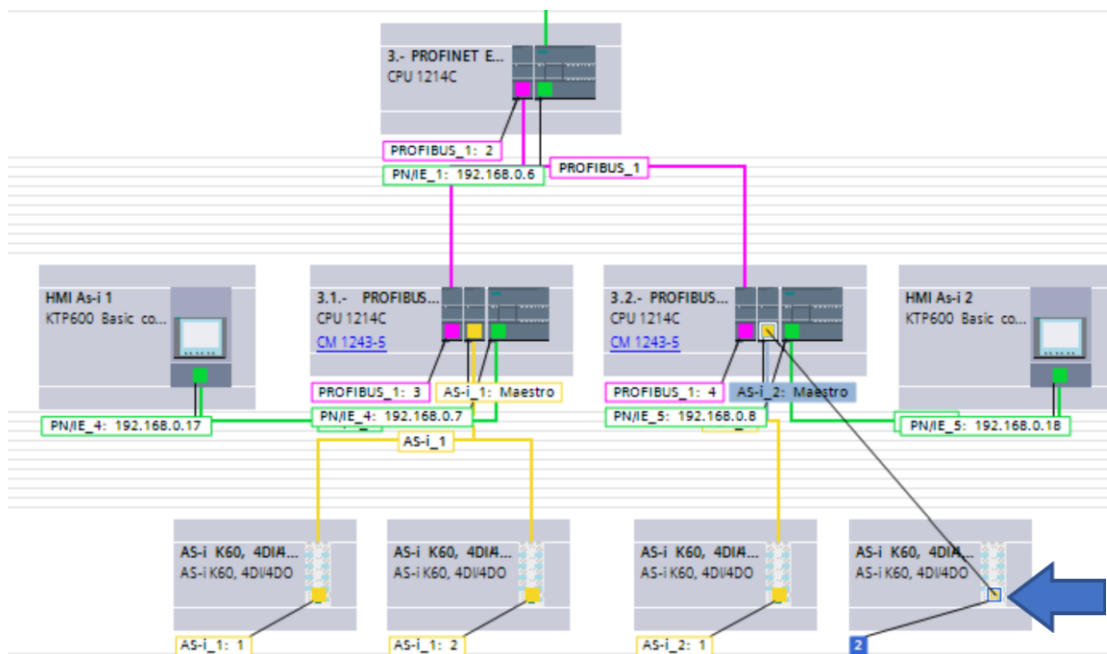 3.- PROFINET E...
CPU 1214C
PROFIBUS_1: 2
PROFIBUS_1
PN/IE_1: 192.168.0.6
HMI As-i 1
KTP600 Basic co...
3.1.- PROFIBUS...
CPU 1214C
CM 1243-5
3.2.- PROFIBUS...
CPU 1214C
CM 1243-5
HMI As-i 2
KTP600 Basic co...
PROFIBUS_1: 3
AS-i_1: Maestro
PROFIBUS_1: 4
AS-i_2: Maestro
PN/IE_4: 192.168.0.17
PN/IE_4: 192.168.0.7
PN/IE_5: 192.168.0.8
PN/IE_5: 192.168.0.18
AS-i_1
AS-i K60, 4DI/4...
AS-i K60, 4DI/4DO
AS-i K60, 4DI/4...
AS-i K60, 4DI/4DO
AS-i K60, 4DI/4...
AS-i K60, 4DI/4DO
AS-i K60, 4DI/4...
AS-i K60, 4DI/4DO
AS-i_1: 1
AS-i_1: 2
AS-i_2: 1
2